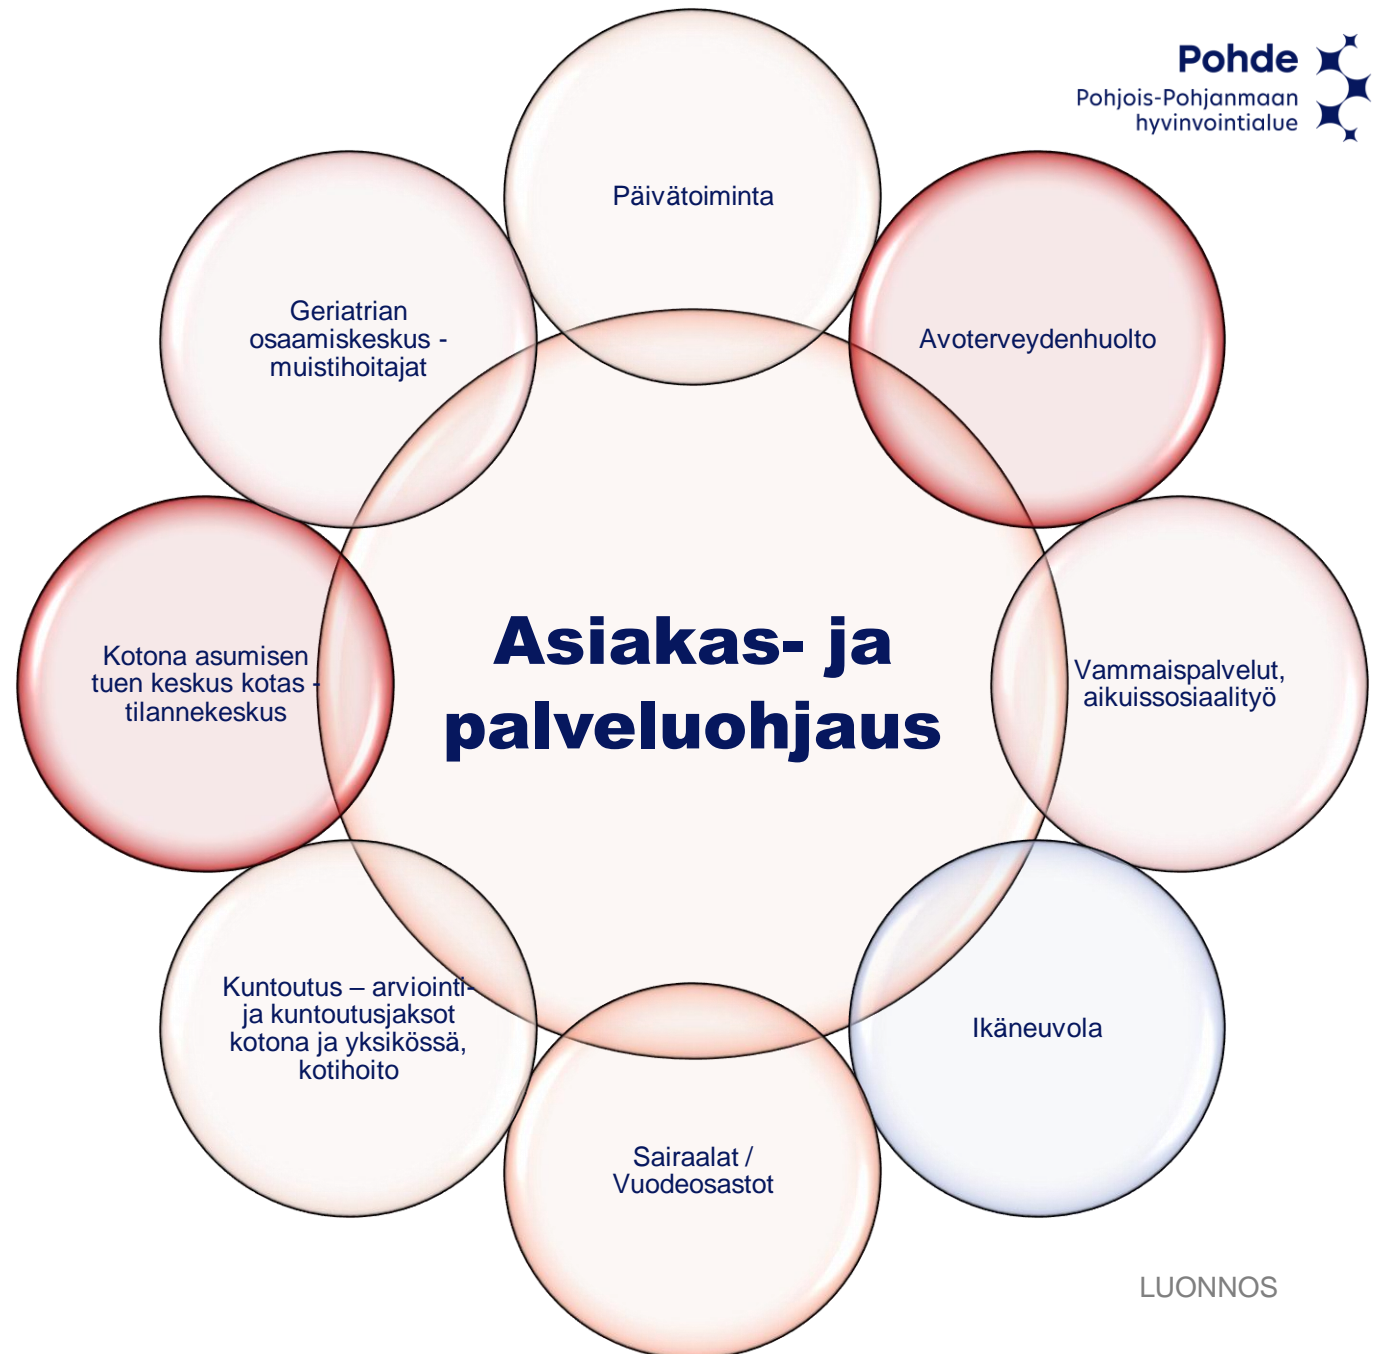 Pohde
Pohjois-Pohjanmaan
hyvinvointialue
Päivätoiminta
Geriatrian
osaamiskeskus -
muistihoitajat
Avoterveydenhuolto
Asiakas- ja
palveluohjaus
Kotona asumisen
tuen keskus kotas -
tilannekeskus
Vammaispalvelut,
aikuissosiaalityö
Kuntoutus – arviointi-
ja kuntoutusjaksot
kotona ja yksikössä,
kotihoito
Ikäneuvola
Sairaalat /
Vuodeosastot
LUONNOS